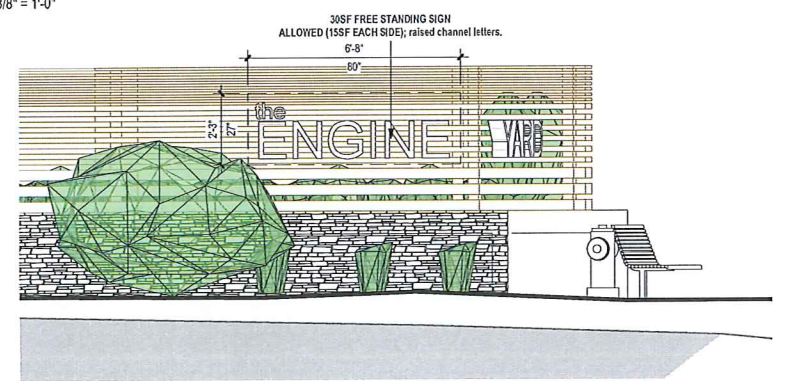 3/8" = 1'-0"
30SF FREE STANDING SIGN
ALLOWED (15SF EACH SIDE); raised channel letters.
6'-8"
80"
2'-3"
27"
the
ENGINE
YARD